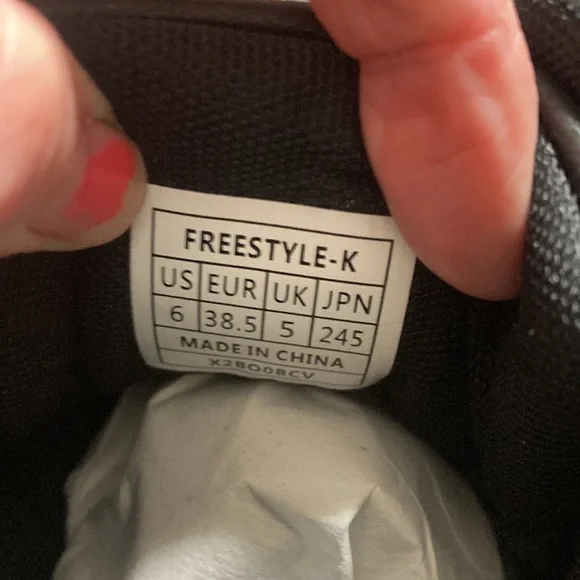 FREESTYLE-K
US EUR UK JPN
6 38.5 5 245
MADE IN CHINA